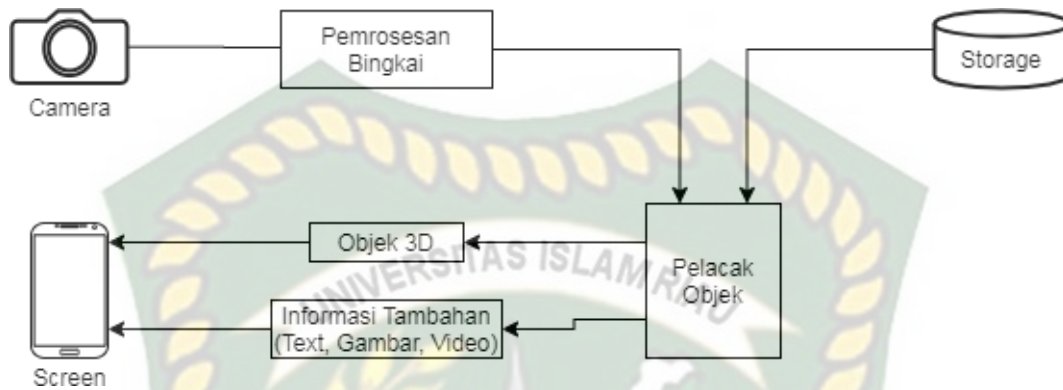 Pemrosesan
Bingkai
Storage
Camera
Objek 3D
Pelacak
Objek
UNIVERSITAS ISLAM RIAU
Informasi Tambahan
(Text, Gambar, Video)
Screen